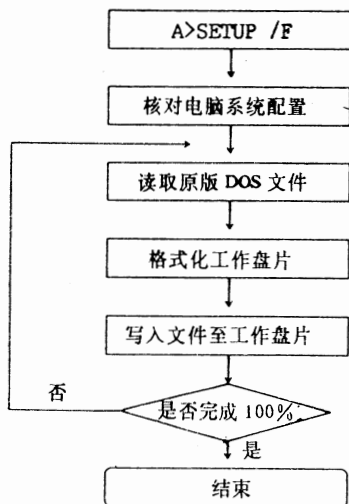 A>SETUP /F
核对电脑系统配置
读取原版 DOS 文件
格式化工作盘片
写入文件至工作盘片
否
是否完成 100%
是
结束